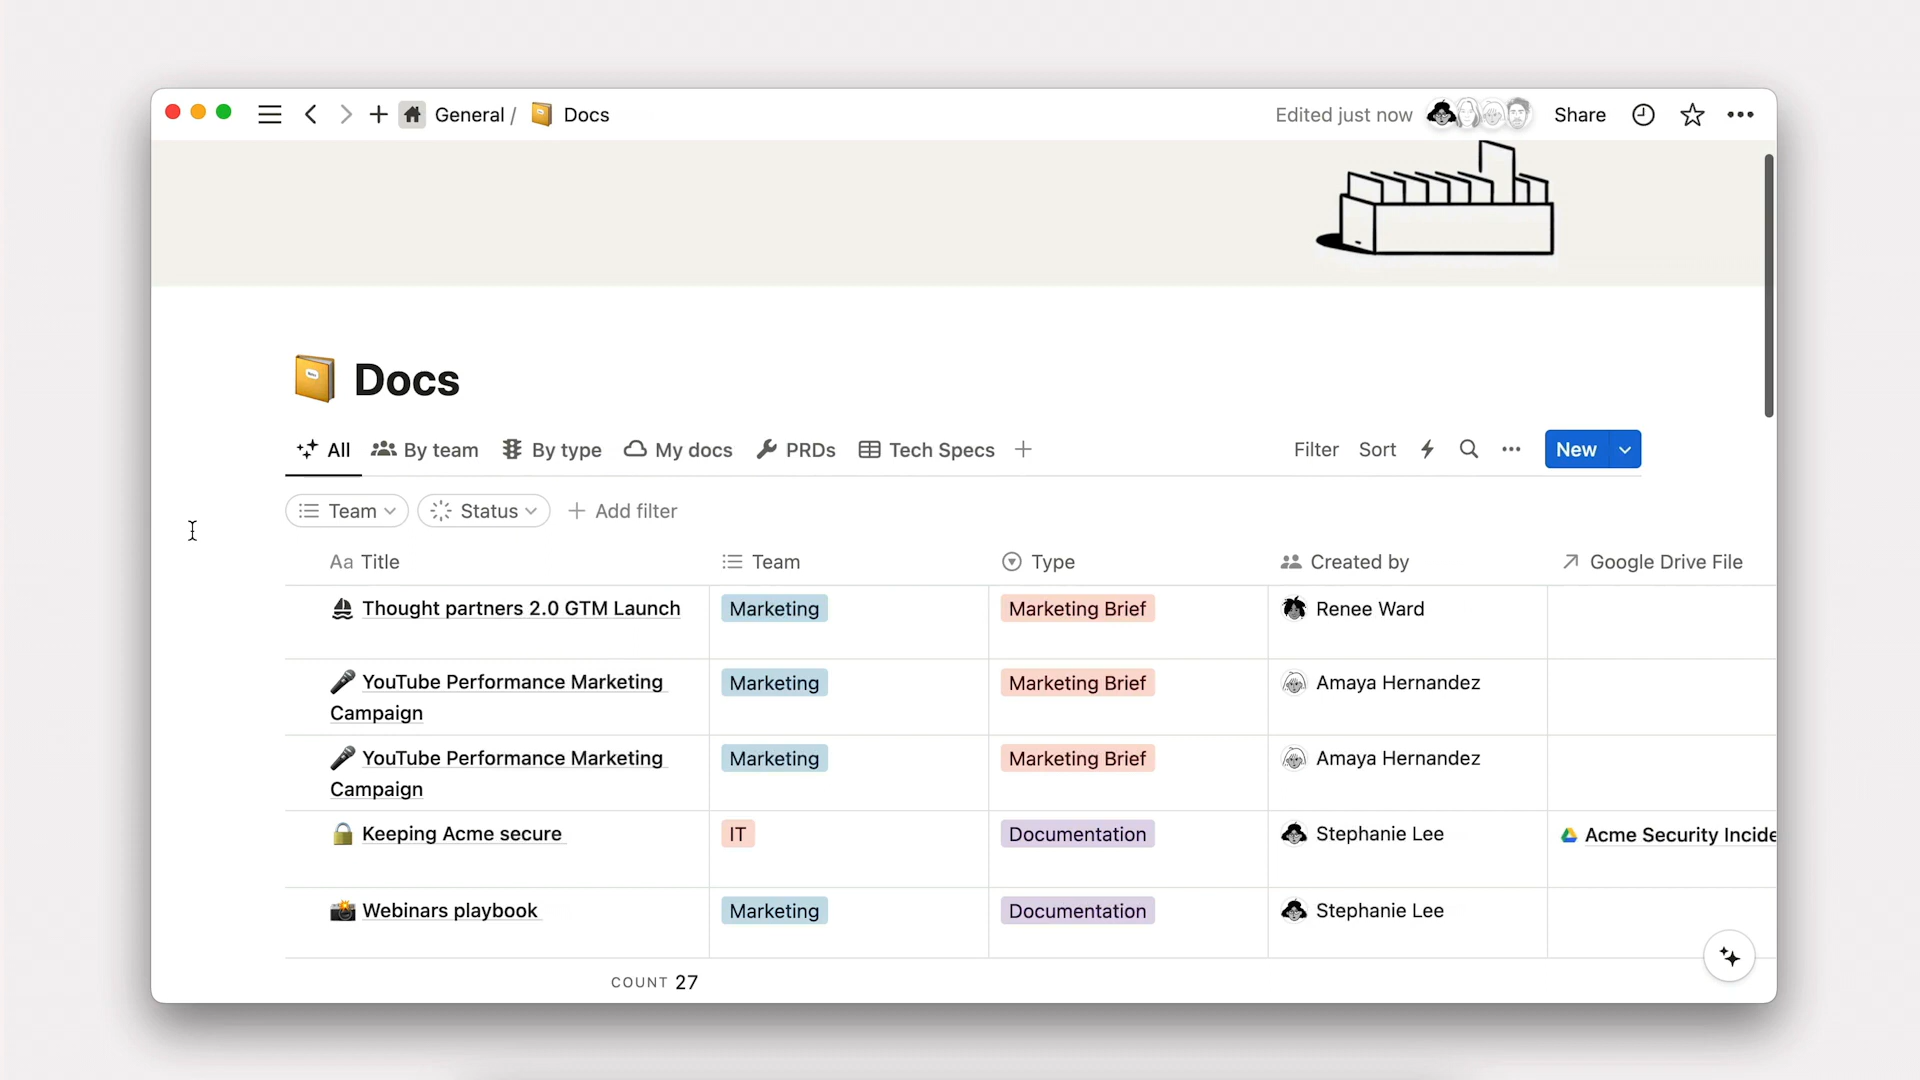 General / Docs
Edited just now
Share
Docs
All By team By type My docs PRDs Tech Specs
Filter Sort New
Team Status Add filter
Aa Title Team Type Created by Google Drive File
Thought partners 2.0 GTM Launch Marketing Marketing Brief Renee Ward
YouTube Performance Marketing Marketing Marketing Brief Amaya Hernandez
Campaign
YouTube Performance Marketing Marketing Marketing Brief Amaya Hernandez
Campaign
Keeping Acme secure IT Documentation Stephanie Lee Acme Security Incide
Webinars playbook Marketing Documentation Stephanie Lee
COUNT 27